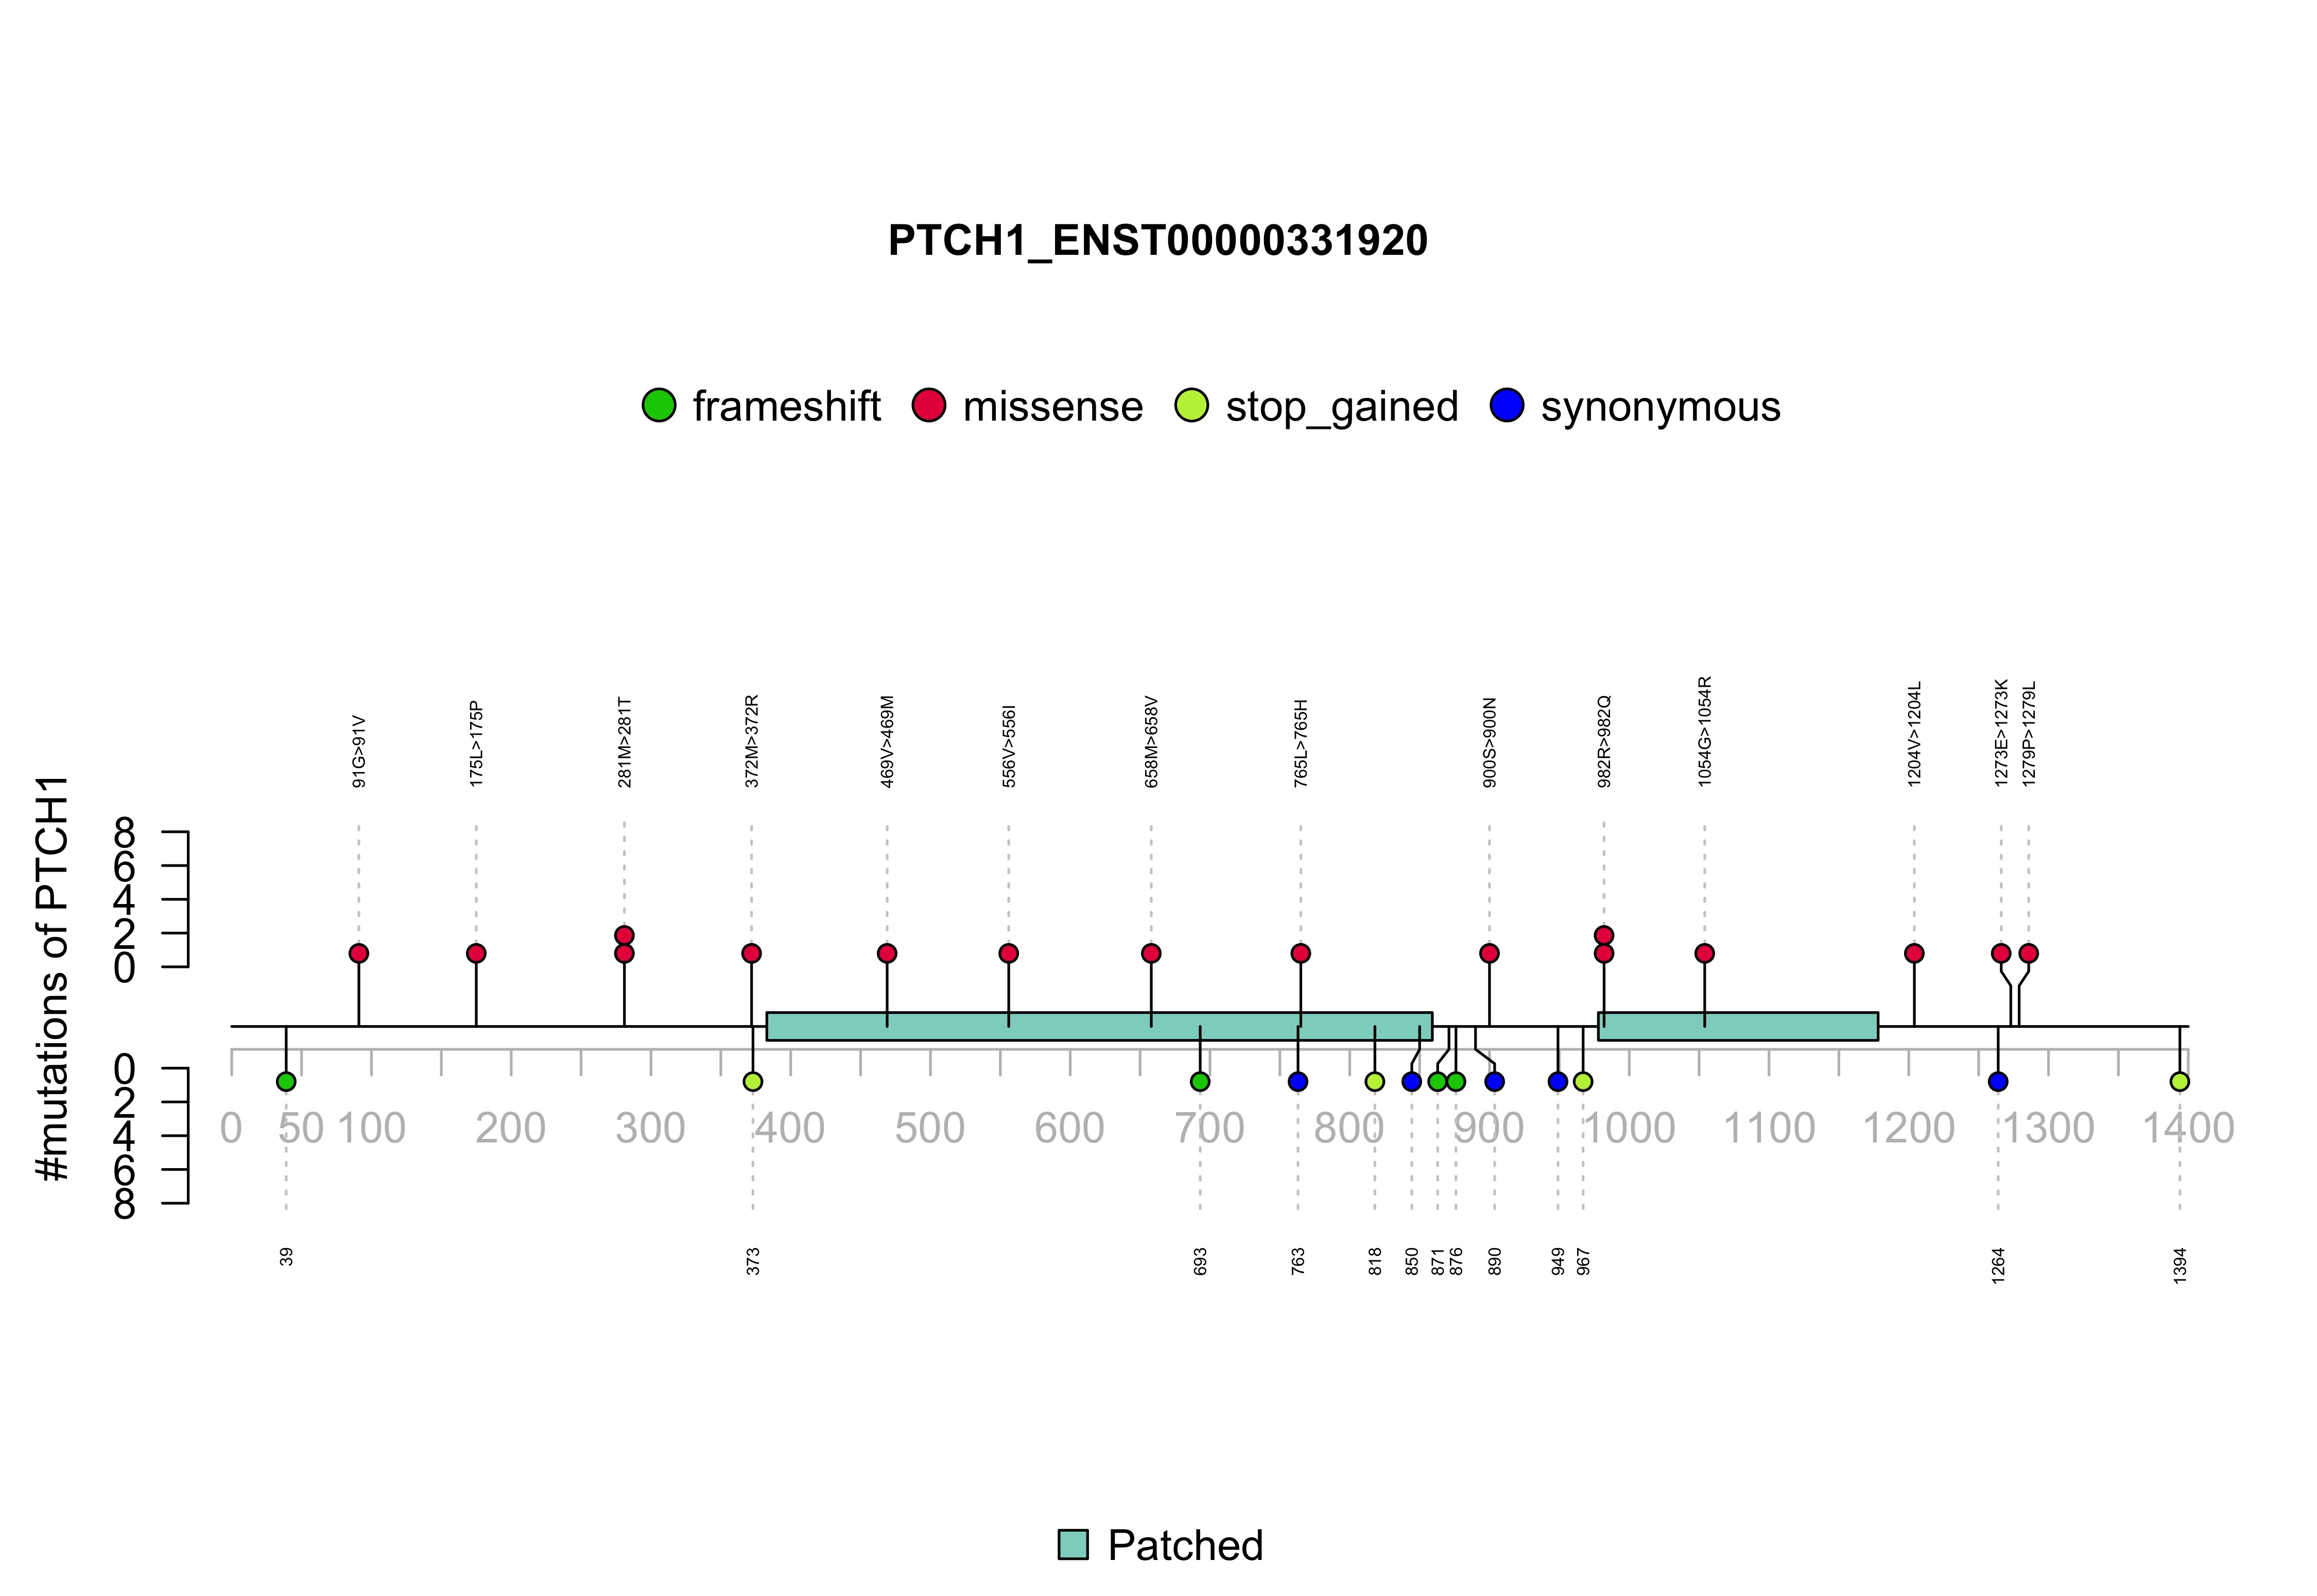 PTCH1_ENST00000331920
frameshift missense stop_gained synonymous
91G>91V
175L>175P
281M>281T
372M>372R
469V>469M
556V>556I
658M>658V
765L>765H
900S>900N
982R>982Q
1054G>1054R
1204V>1204L
1273E>1273K
1279P>1279L
#mutations of PTCH1
8
6
4
2
0
0
2
4
6
8
0 50 100 200 300 400 500 600 700 800 900 1000 1100 1200 1300 1400
39
373
693
763
818
850
871
876
890
949
967
1264
1394
Patched